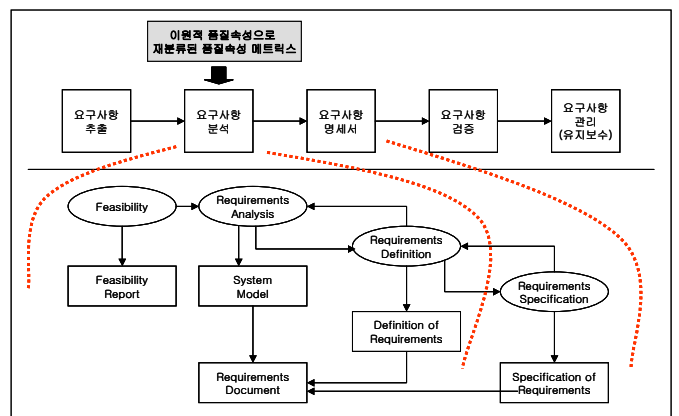 이원적 품질속성으로
재분류된 품질속성 메트릭스
요구사항
추출
요구사항
분석
요구사항
명세서
요구사항
검증
요구사항
관리
(유지보수)
Feasibility
Requirements
Analysis
Requirements
Definition
Requirements
Specification
Feasibility
Report
System
Model
Definition of
Requirements
Requirements
Document
Specification of
Requirements